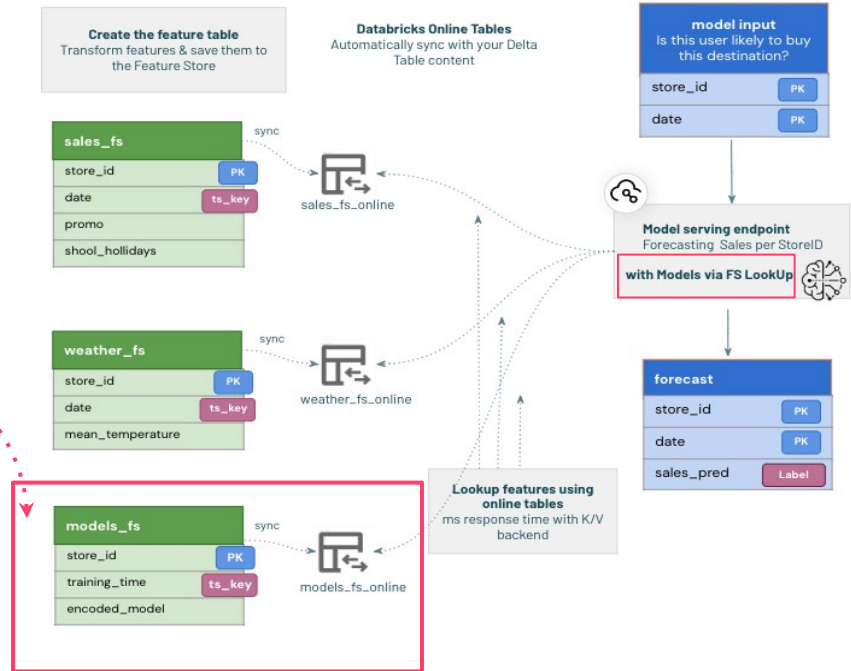 Create the feature table
Transform features & save them to
the Feature Store
Databricks Online Tables
Automatically sync with your Delta
Table content
model input
Is this user likely to buy
this destination?
store_id PK
date PK
sales_fs
store_id PK
date ts_key
promo
shool_hollidays
sync
sales_fs_online
Model serving endpoint
Forecasting Sales per StoreID
with Models via FS LookUp
weather_fs
store_id PK
date ts_key
mean_temperature
sync
weather_fs_online
forecast
store_id PK
date PK
sales_pred Label
Lookup features using
online tables
ms response time with K/V
backend
models_fs
store_id PK
training_time ts_key
encoded_model
sync
models_fs_online